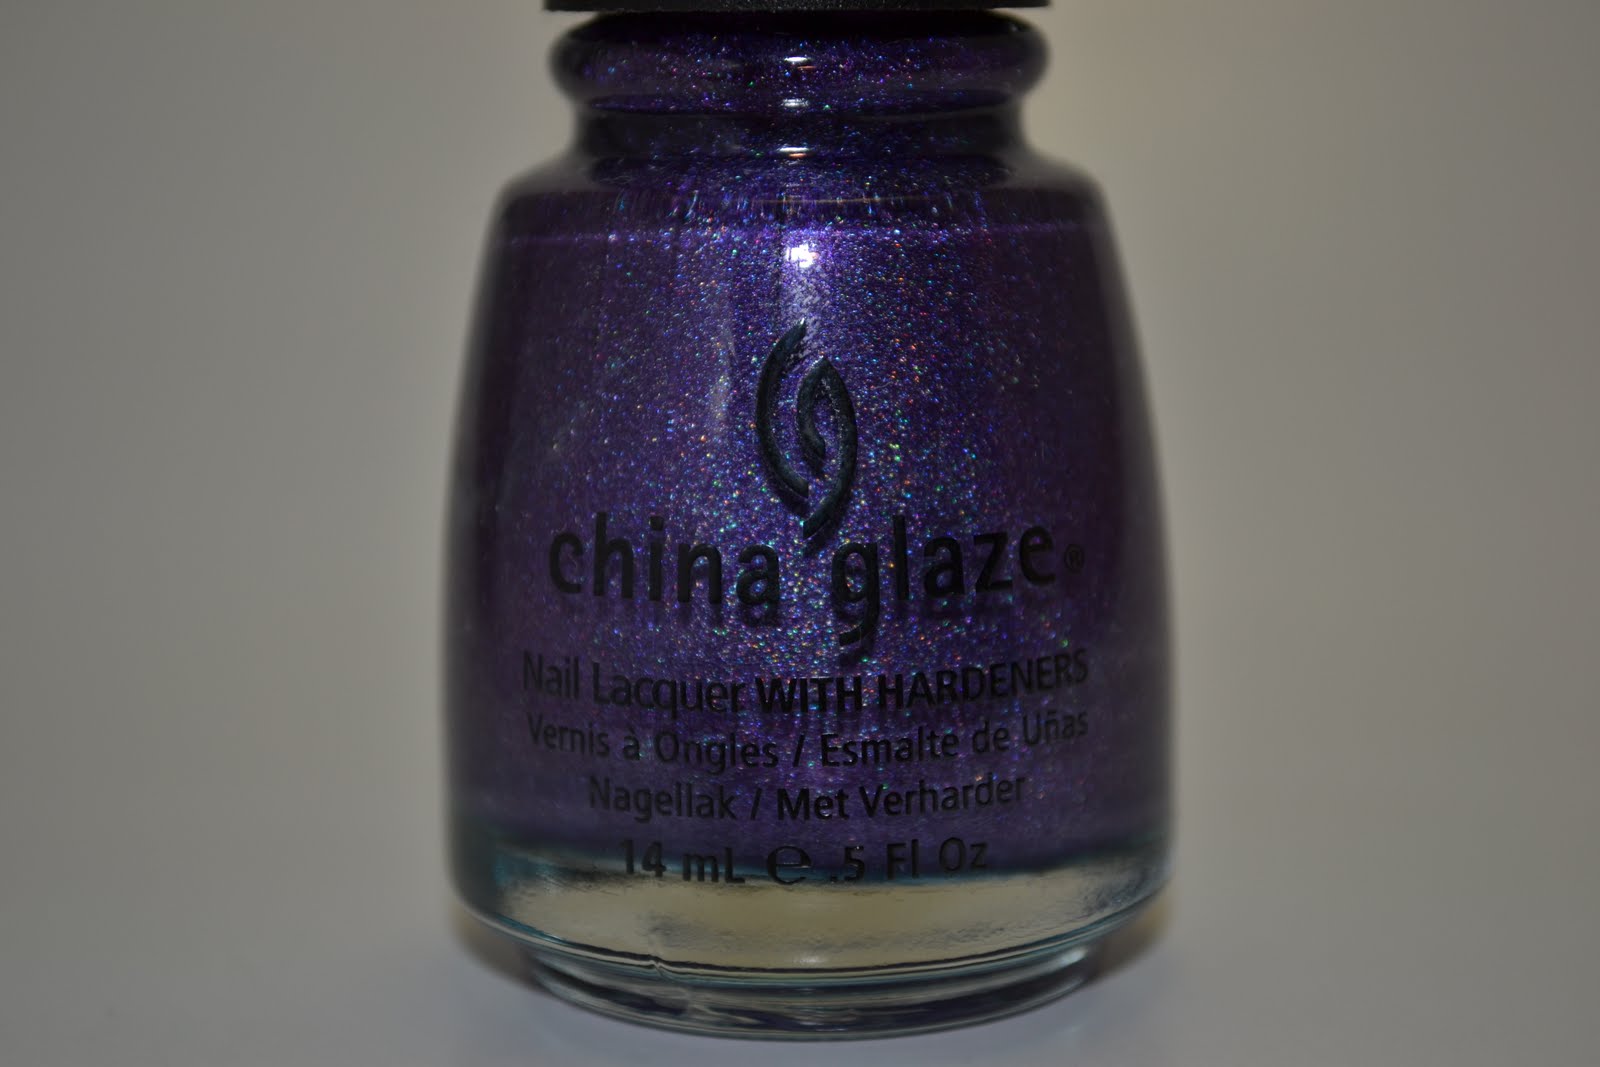 china glaze®
Nail Lacquer WITH HARDENERS
Vernis à Ongles / Esmalte de Uñas
Nagellak / Met Verharder
14 mL ℮ .5 Fl Oz